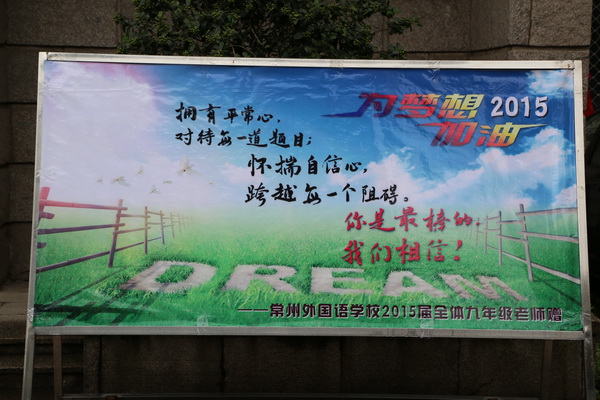 为梦想 2015
加油
拥有平常心，
对待每一道题目；
怀揣自信心，
跨越每一个阻碍。
你是最棒的，
我们相信！
DREAM
——常州外国语学校2015届全体九年级老师赠